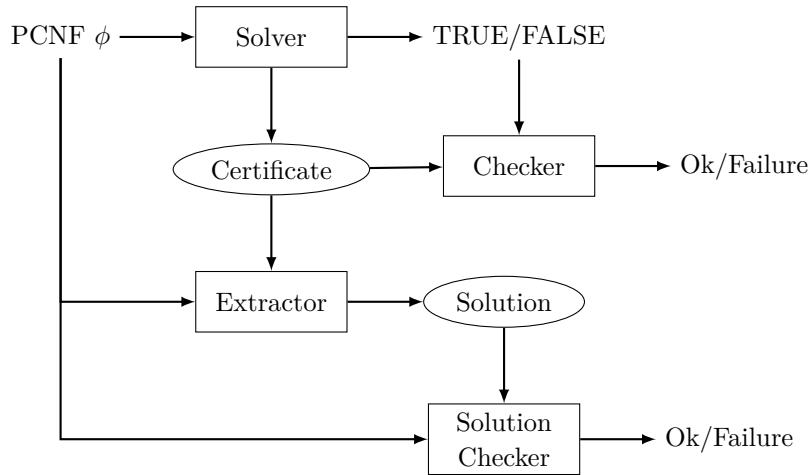 PCNF ϕ
Solver
TRUE/FALSE
Certificate
Checker
Ok/Failure
Extractor
Solution
Solution
Checker
Ok/Failure